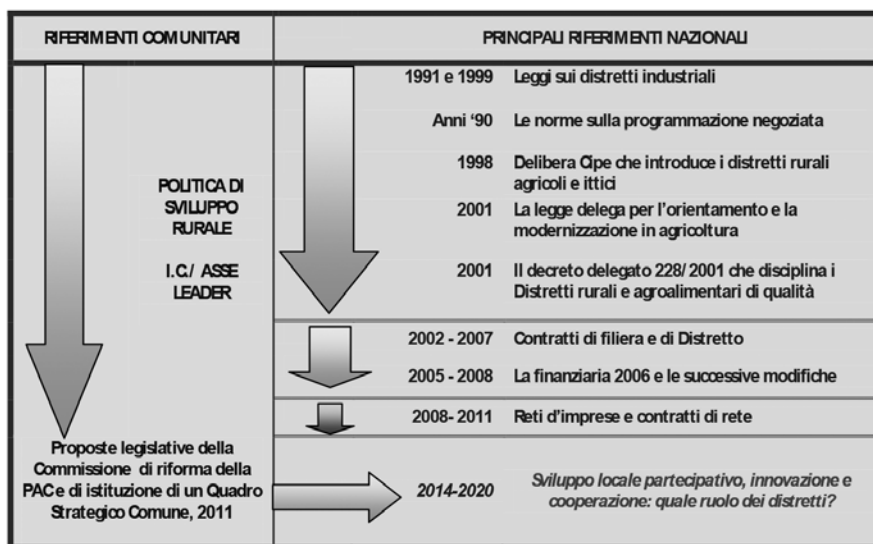 RIFERIMENTI COMUNITARI
PRINCIPALI RIFERIMENTI NAZIONALI
POLITICA DI
SVILUPPO
RURALE
I.C./ ASSE
LEADER
Proposte legislative della
Commissione di riforma della
PAC e di istituzione di un Quadro
Strategico Comune, 2011
1991 e 1999 Leggi sui distretti industriali
Anni ‘90 Le norme sulla programmazione negoziata
1998 Delibera Cipe che introduce i distretti rurali
agricoli e ittici
2001 La legge delega per l’orientamento e la
modernizzazione in agricoltura
2001 Il decreto delegato 228/2001 che disciplina i
Distretti rurali e agroalimentari di qualità
2002 - 2007 Contratti di filiera e di Distretto
2005 - 2008 La finanziaria 2006 e le successive modifiche
2008- 2011 Reti d’imprese e contratti di rete
2014-2020 Sviluppo locale partecipativo, innovazione e
cooperazione: quale ruolo dei distretti?